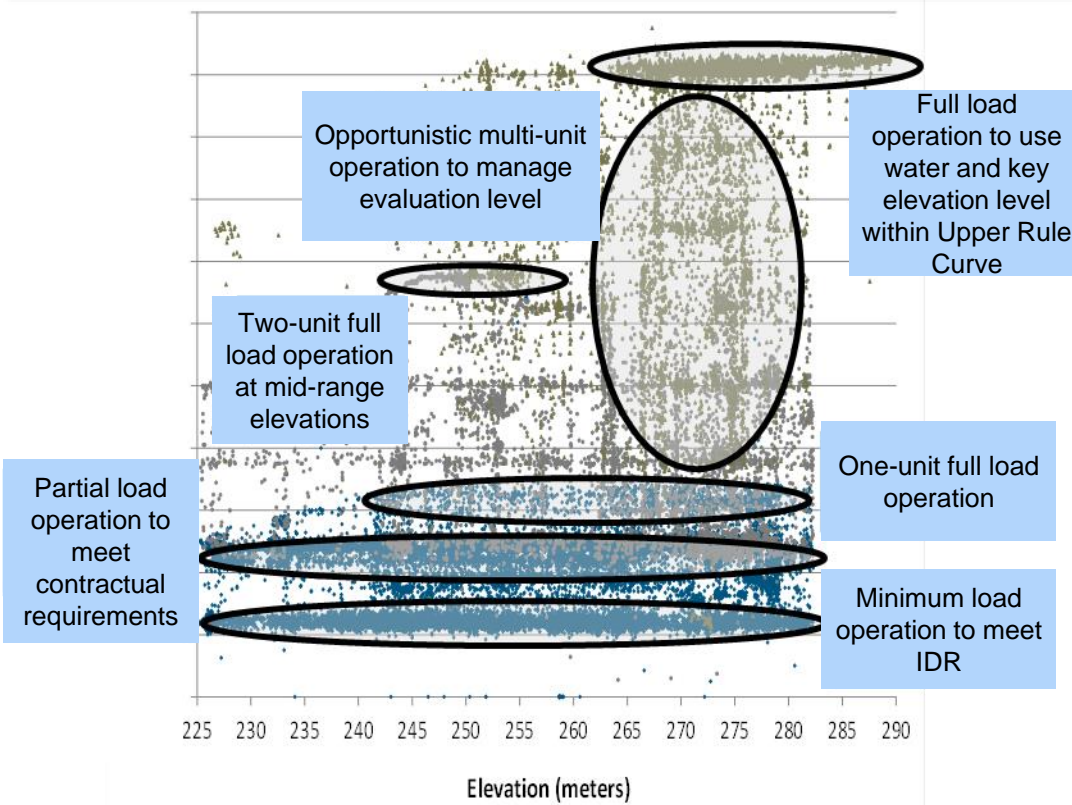 Opportunistic multi-unit
operation to manage
evaluation level
Full load
operation to use
water and key
elevation level
within Upper Rule
Curve
Two-unit full
load operation
at mid-range
elevations
One-unit full load
operation
Partial load
operation to
meet
contractual
requirements
Minimum load
operation to meet
IDR
225 230 235 240 245 250 255 260 265 270 275 280 285 290
Elevation (meters)